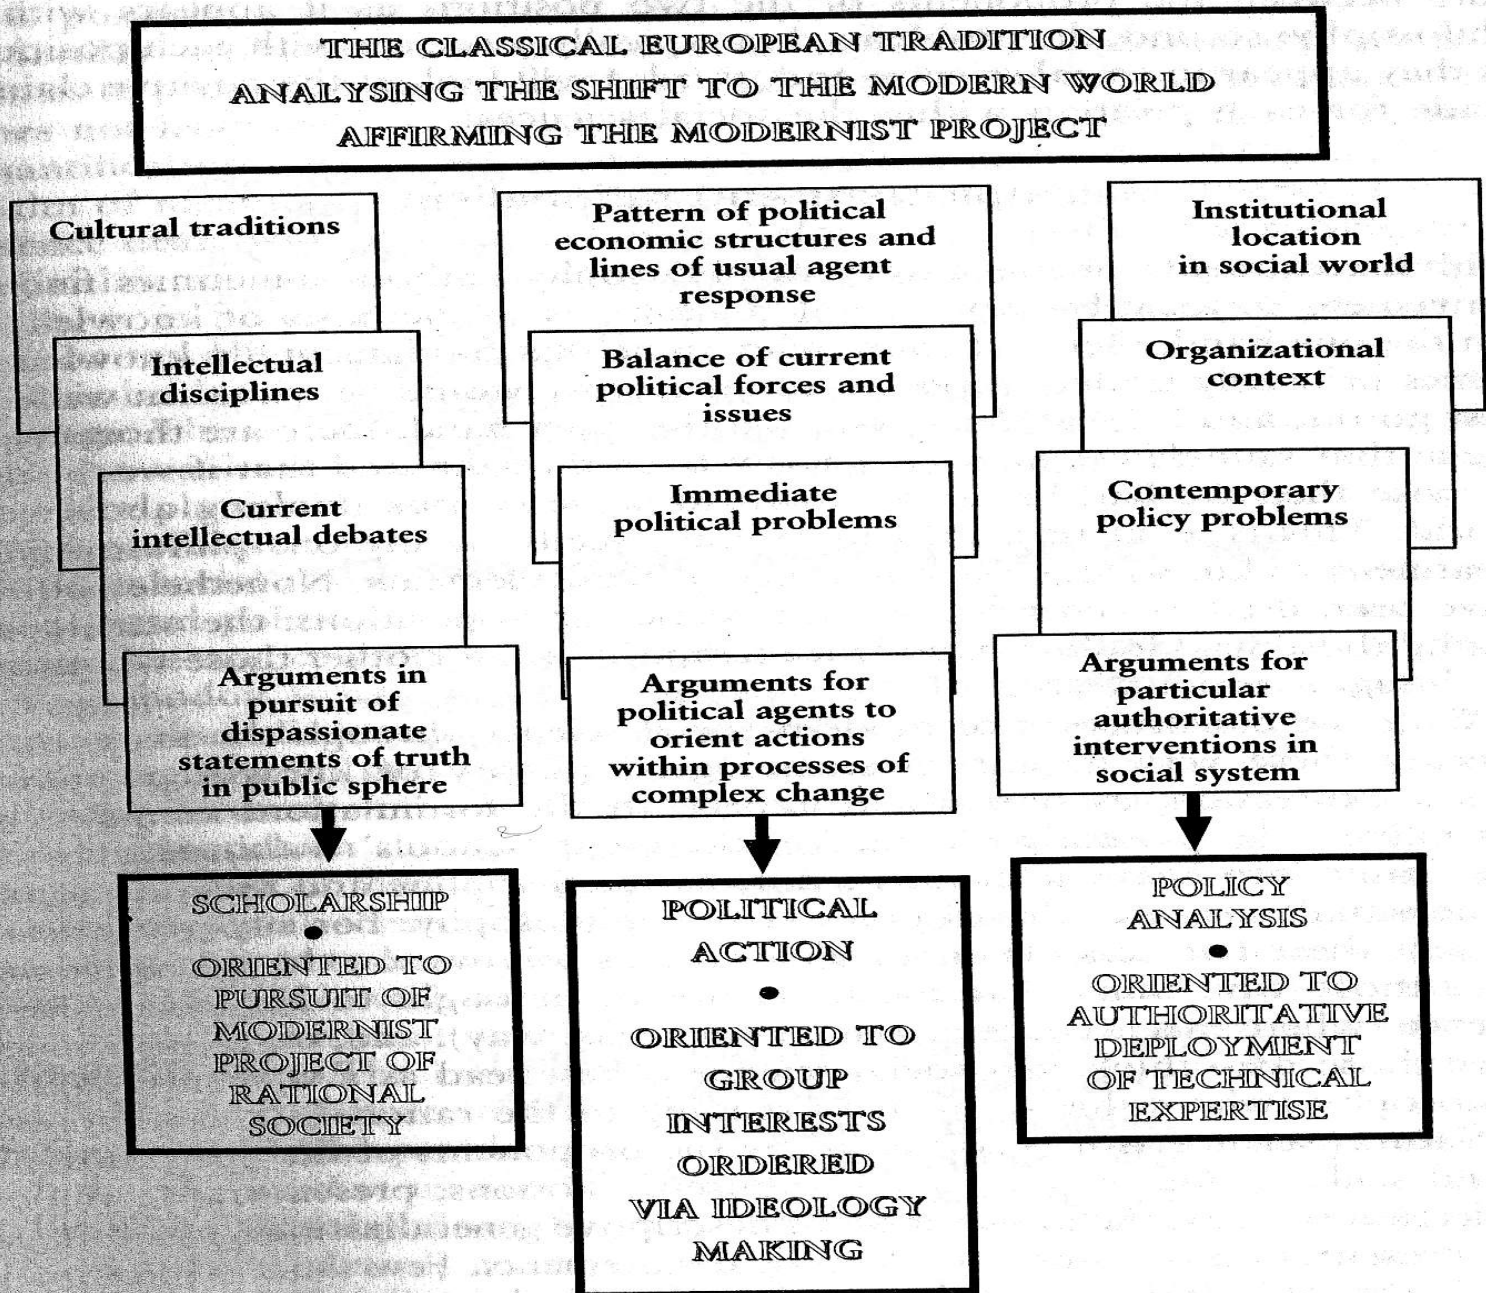 THE CLASSICAL EUROPEAN TRADITION
ANALYSING THE SHIFT TO THE MODERN WORLD
AFFIRMING THE MODERNIST PROJECT
Cultural traditions
Intellectual
disciplines
Current
intellectual debates
Arguments in
pursuit of
dispassionate
statements of truth
in public sphere
SCHOLARSHIP
•
ORIENTED TO
PURSUIT OF
MODERNIST
PROJECT OF
RATIONAL
SOCIETY
Pattern of political
economic structures and
lines of usual agent
response
Balance of current
political forces and
issues
Immediate
political problems
Arguments for
political agents to
orient actions
within processes of
complex change
POLITICAL
ACTION
•
ORIENTED TO
GROUP
INTERESTS
ORDERED
VIA IDEOLOGY
MAKING
Institutional
location
in social world
Organizational
context
Contemporary
policy problems
Arguments for
particular
authoritative
interventions in
social system
POLICY
ANALYSIS
•
ORIENTED TO
AUTHORITATIVE
DEPLOYMENT
OF TECHNICAL
EXPERTISE